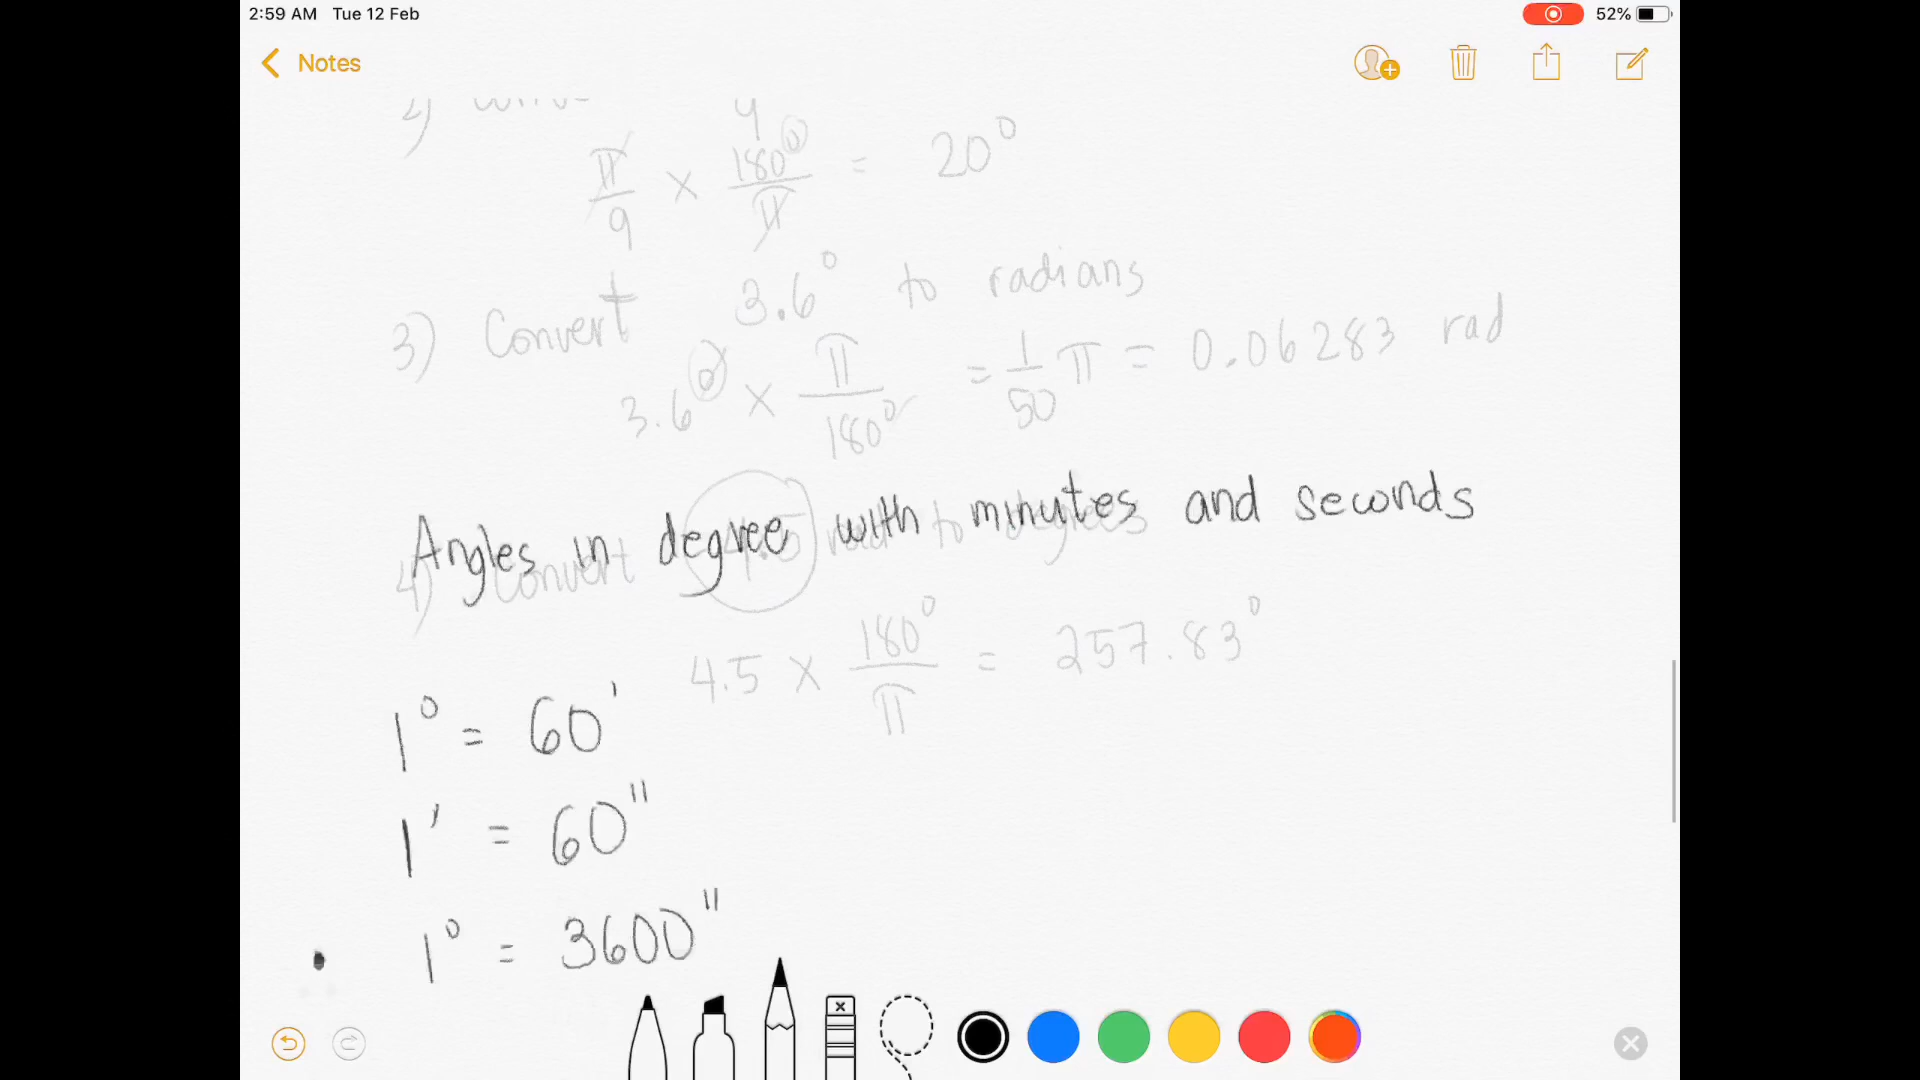 2:59 AM Tue 12 Feb
52%
Notes
2)
π/9 × 180°/π = 20°
3) Convert 3.6° to radians
3.6° × π/180° = 1/50 π = 0.06283 rad
Angles in degree with minutes and seconds
4) Convert 4.5 rad to degrees
4.5 × 180°/π = 257.83°
1° = 60'
1' = 60"
1° = 3600"